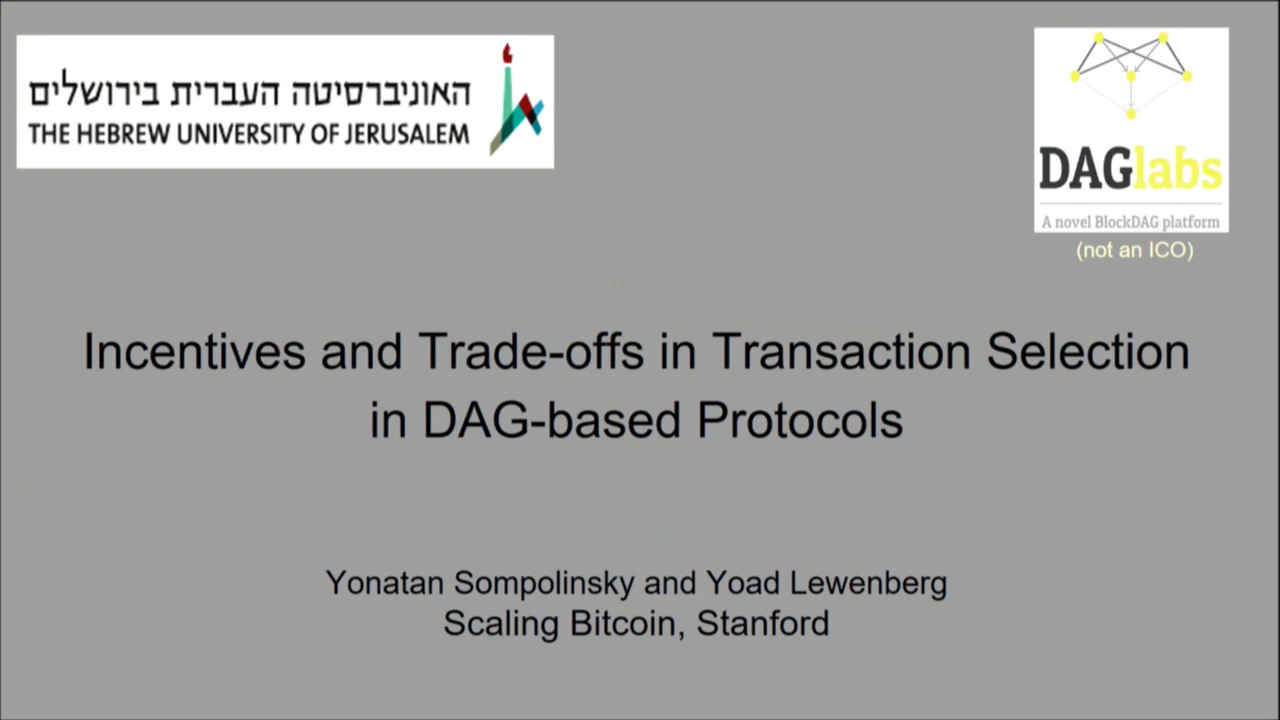 האוניברסיטה העברית בירושלים
THE HEBREW UNIVERSITY OF JERUSALEM
DAGlabs
A novel BlockDAG platform
(not an ICO)
Incentives and Trade-offs in Transaction Selection
in DAG-based Protocols
Yonatan Sompolinsky and Yoad Lewenberg
Scaling Bitcoin, Stanford